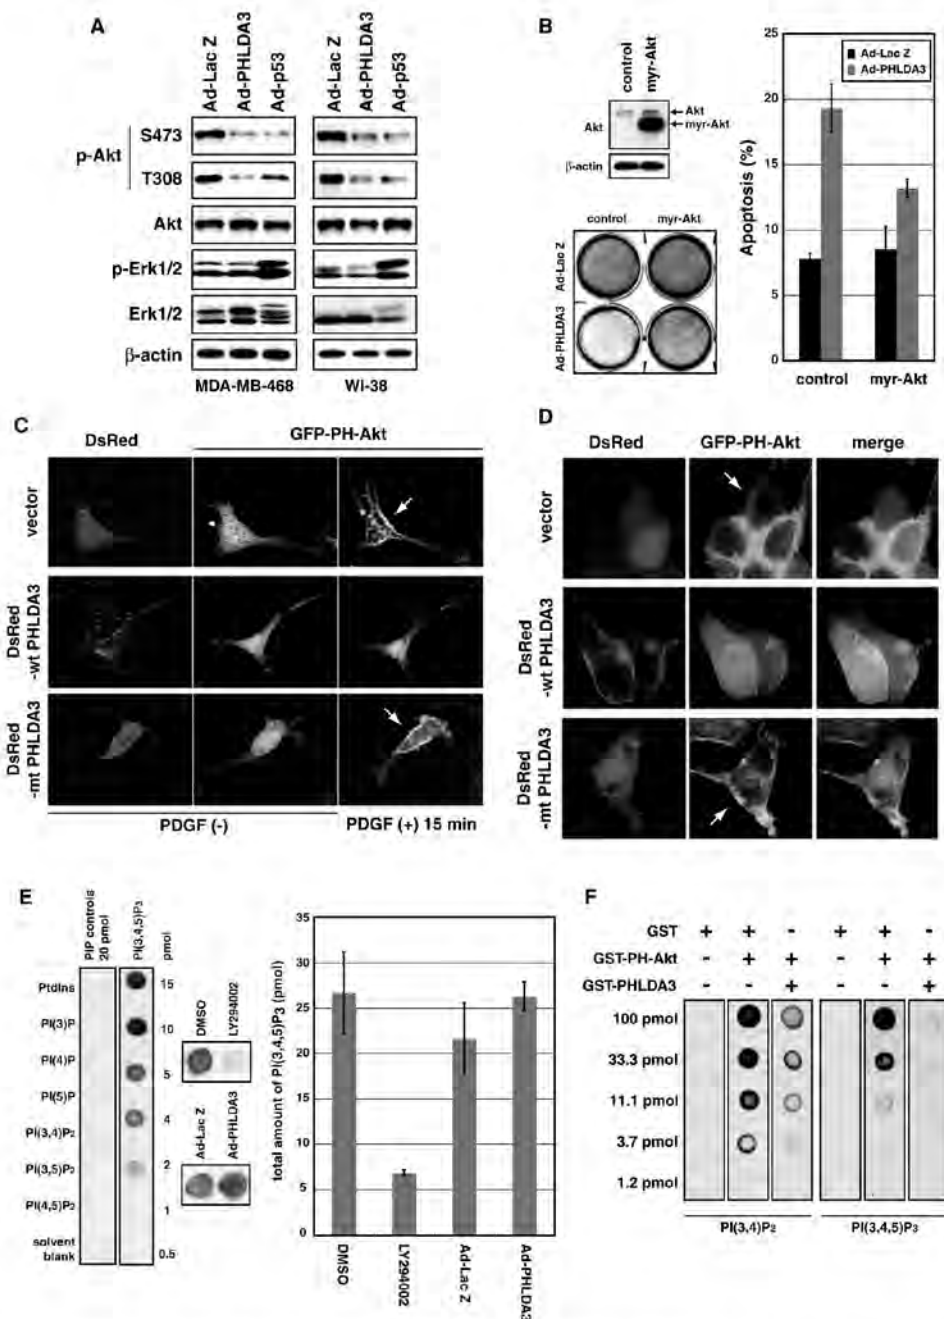 A
Ad-Lac Z
Ad-PHLDA3
Ad-p53
Ad-Lac Z
Ad-PHLDA3
Ad-p53
p-Akt
S473
T308
Akt
p-Erk1/2
Erk1/2
β-actin
MDA-MB-468
Wi-38
B
control
myr-Akt
Akt
Akt
myr-Akt
β-actin
control
myr-Akt
Ad-Lac Z
Ad-PHLDA3
Apoptosis (%)
25
20
15
10
5
0
Ad-Lac Z
Ad-PHLDA3
control
myr-Akt
C
DsRed
GFP-PH-Akt
vector
DsRed
-wt PHLDA3
DsRed
-mt PHLDA3
PDGF (-)
PDGF (+) 15 min
D
DsRed
GFP-PH-Akt
merge
vector
DsRed
-wt PHLDA3
DsRed
-mt PHLDA3
E
PIP controls
20 pmol
PI(3,4,5)P3
pmol
PtdIns
PI(3)P
PI(4)P
PI(5)P
PI(3,4)P2
PI(3,5)P2
PI(4,5)P2
solvent
blank
15
10
5
4
2
1
0.5
DMSO
LY294002
Ad-Lac Z
Ad-PHLDA3
total amount of PI(3,4,5)P3 (pmol)
35
30
25
20
15
10
5
0
DMSO
LY294002
Ad-Lac Z
Ad-PHLDA3
F
GST + + - + + -
GST-PH-Akt - + + - + +
GST-PHLDA3 - - + - - +
100 pmol
33.3 pmol
11.1 pmol
3.7 pmol
1.2 pmol
PI(3,4)P2
PI(3,4,5)P3